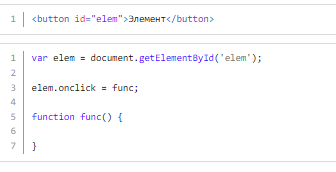 1 <button id="elem">Элемент</button>
1 var elem = document.getElementById('elem');
2
3 elem.onclick = func;
4
5 function func() {
6
7 }